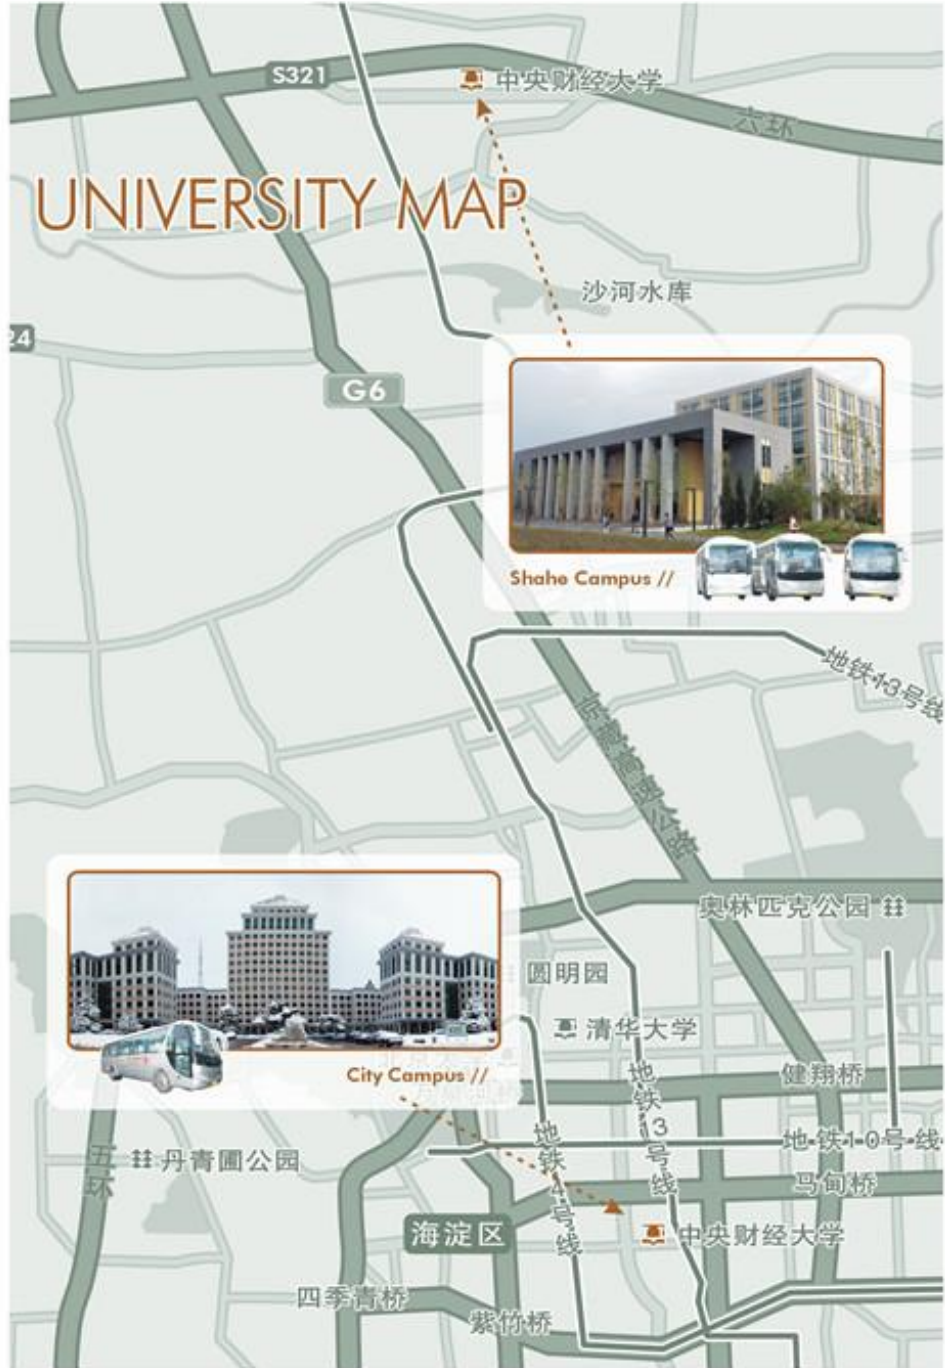 S321
中央财经大学
六环
UNIVERSITY MAP
沙河水库
24
G6
Shahe Campus //
地铁13号线
京藏高速公路
奥林匹克公园
圆明园
清华大学
City Campus //
地铁13号线
健翔桥
地铁10号线
地铁4号线
五环
丹青圃公园
马甸桥
海淀区
中央财经大学
四季青桥
紫竹桥